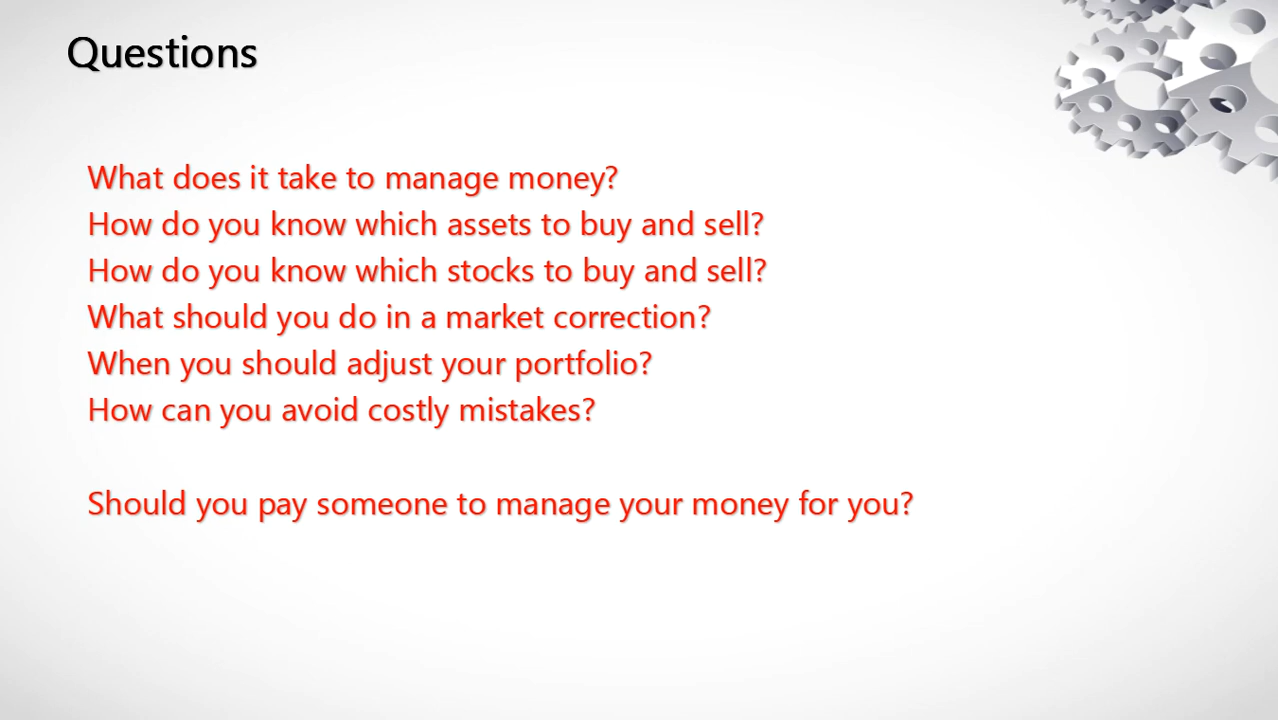 Questions
What does it take to manage money?
How do you know which assets to buy and sell?
How do you know which stocks to buy and sell?
What should you do in a market correction?
When you should adjust your portfolio?
How can you avoid costly mistakes?
Should you pay someone to manage your money for you?